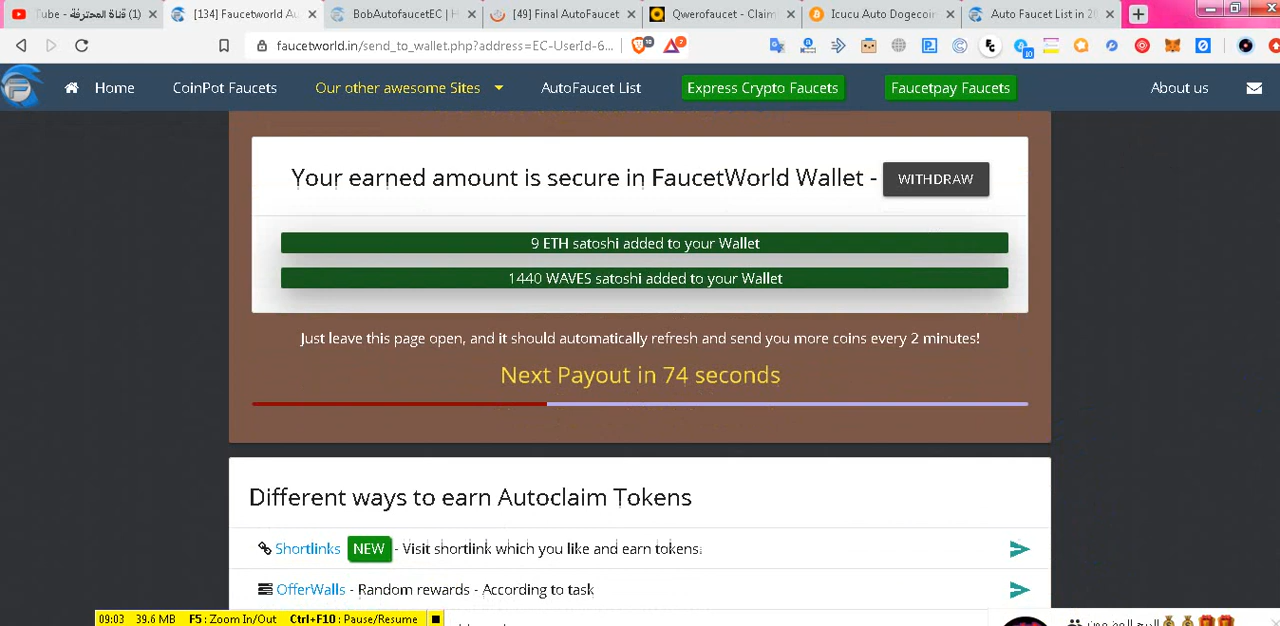 Tube - قناة المحترفة (1)
[134] Faucetworld Au
BobAutofaucetEC | H
[49] Final AutoFaucet
Qwerofaucet - Claim
Icucu Auto Dogecoin
Auto Faucet List in 2
faucetworld.in/send_to_wallet.php?address=EC-UserId-6...
Home
CoinPot Faucets
Our other awesome Sites
AutoFaucet List
Express Crypto Faucets
Faucetpay Faucets
About us
Your earned amount is secure in FaucetWorld Wallet - WITHDRAW
9 ETH satoshi added to your Wallet
1440 WAVES satoshi added to your Wallet
Just leave this page open, and it should automatically refresh and send you more coins every 2 minutes!
Next Payout in 74 seconds
Different ways to earn Autoclaim Tokens
Shortlinks NEW - Visit shortlink which you like and earn tokens.
OfferWalls - Random rewards - According to task
09:03 39.6 MB F5 : Zoom In/Out Ctrl+F10 : Pause/Resume